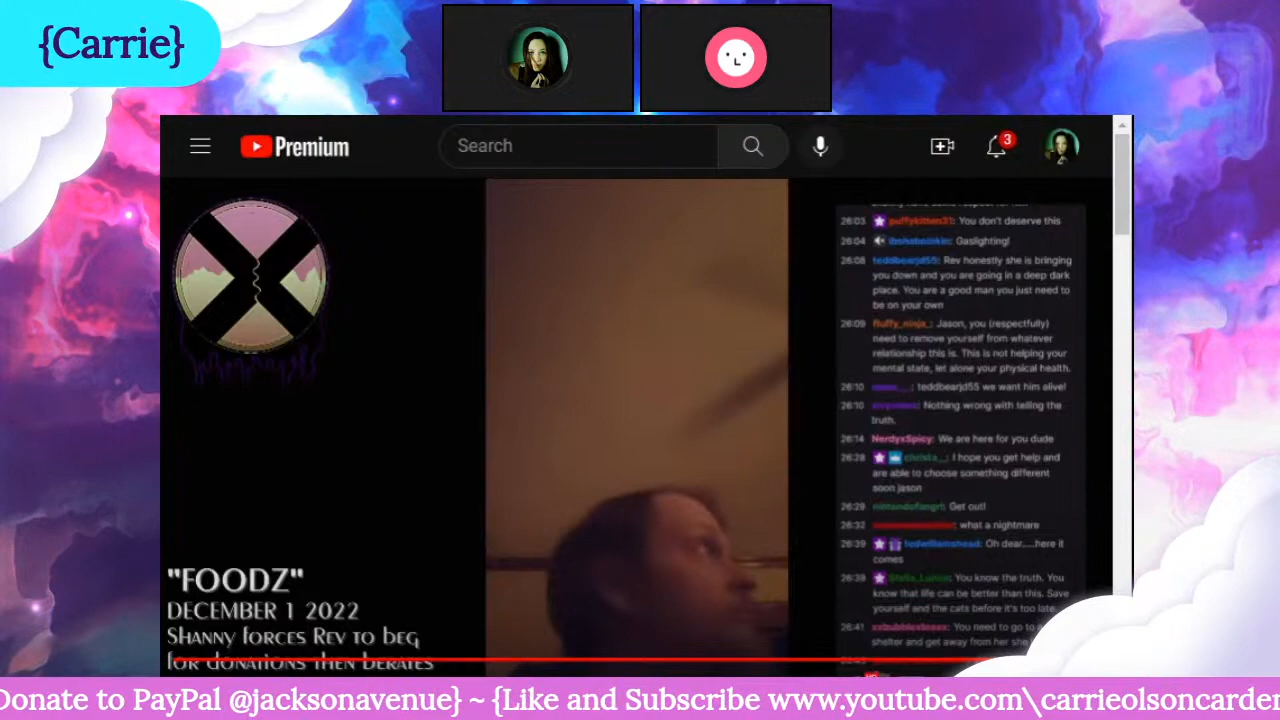 {Carrie}
Premium
Search
3
26:03 puffykitten31: You don't deserve this
26:04 Gaslighting!
26:08 teddbearjd55: Rev honestly she is bringing
you down and you are going in a deep dark
place. You are a good man you just need to
be on your own
26:09 fluffy_ninja_: Jason, you (respectfully)
need to remove yourself from whatever
relationship this is. This is not helping your
mental state, let alone your physical health.
26:10 : teddbearjd55 we want him alive!
26:10 : Nothing wrong with telling the
truth.
26:14 NerdyxSpicy: We are here for you dude
26:28 christa_: I hope you get help and
are able to choose something different
soon jason
26:29 : Get out!
26:32 : what a nightmare
26:39 : Oh dear.....here it
comes
26:39 : You know the truth. You
know that life can be better than this. Save
yourself and the cats before it's too late.
26:41 : You need to go to a
shelter and get away from her
"FOODZ"
DECEMBER 1 2022
Shanny forces Rev to beg
for donations then berates
Donate to PayPal @jacksonavenue} ~ {Like and Subscribe www.youtube.com\carrieolsoncarder